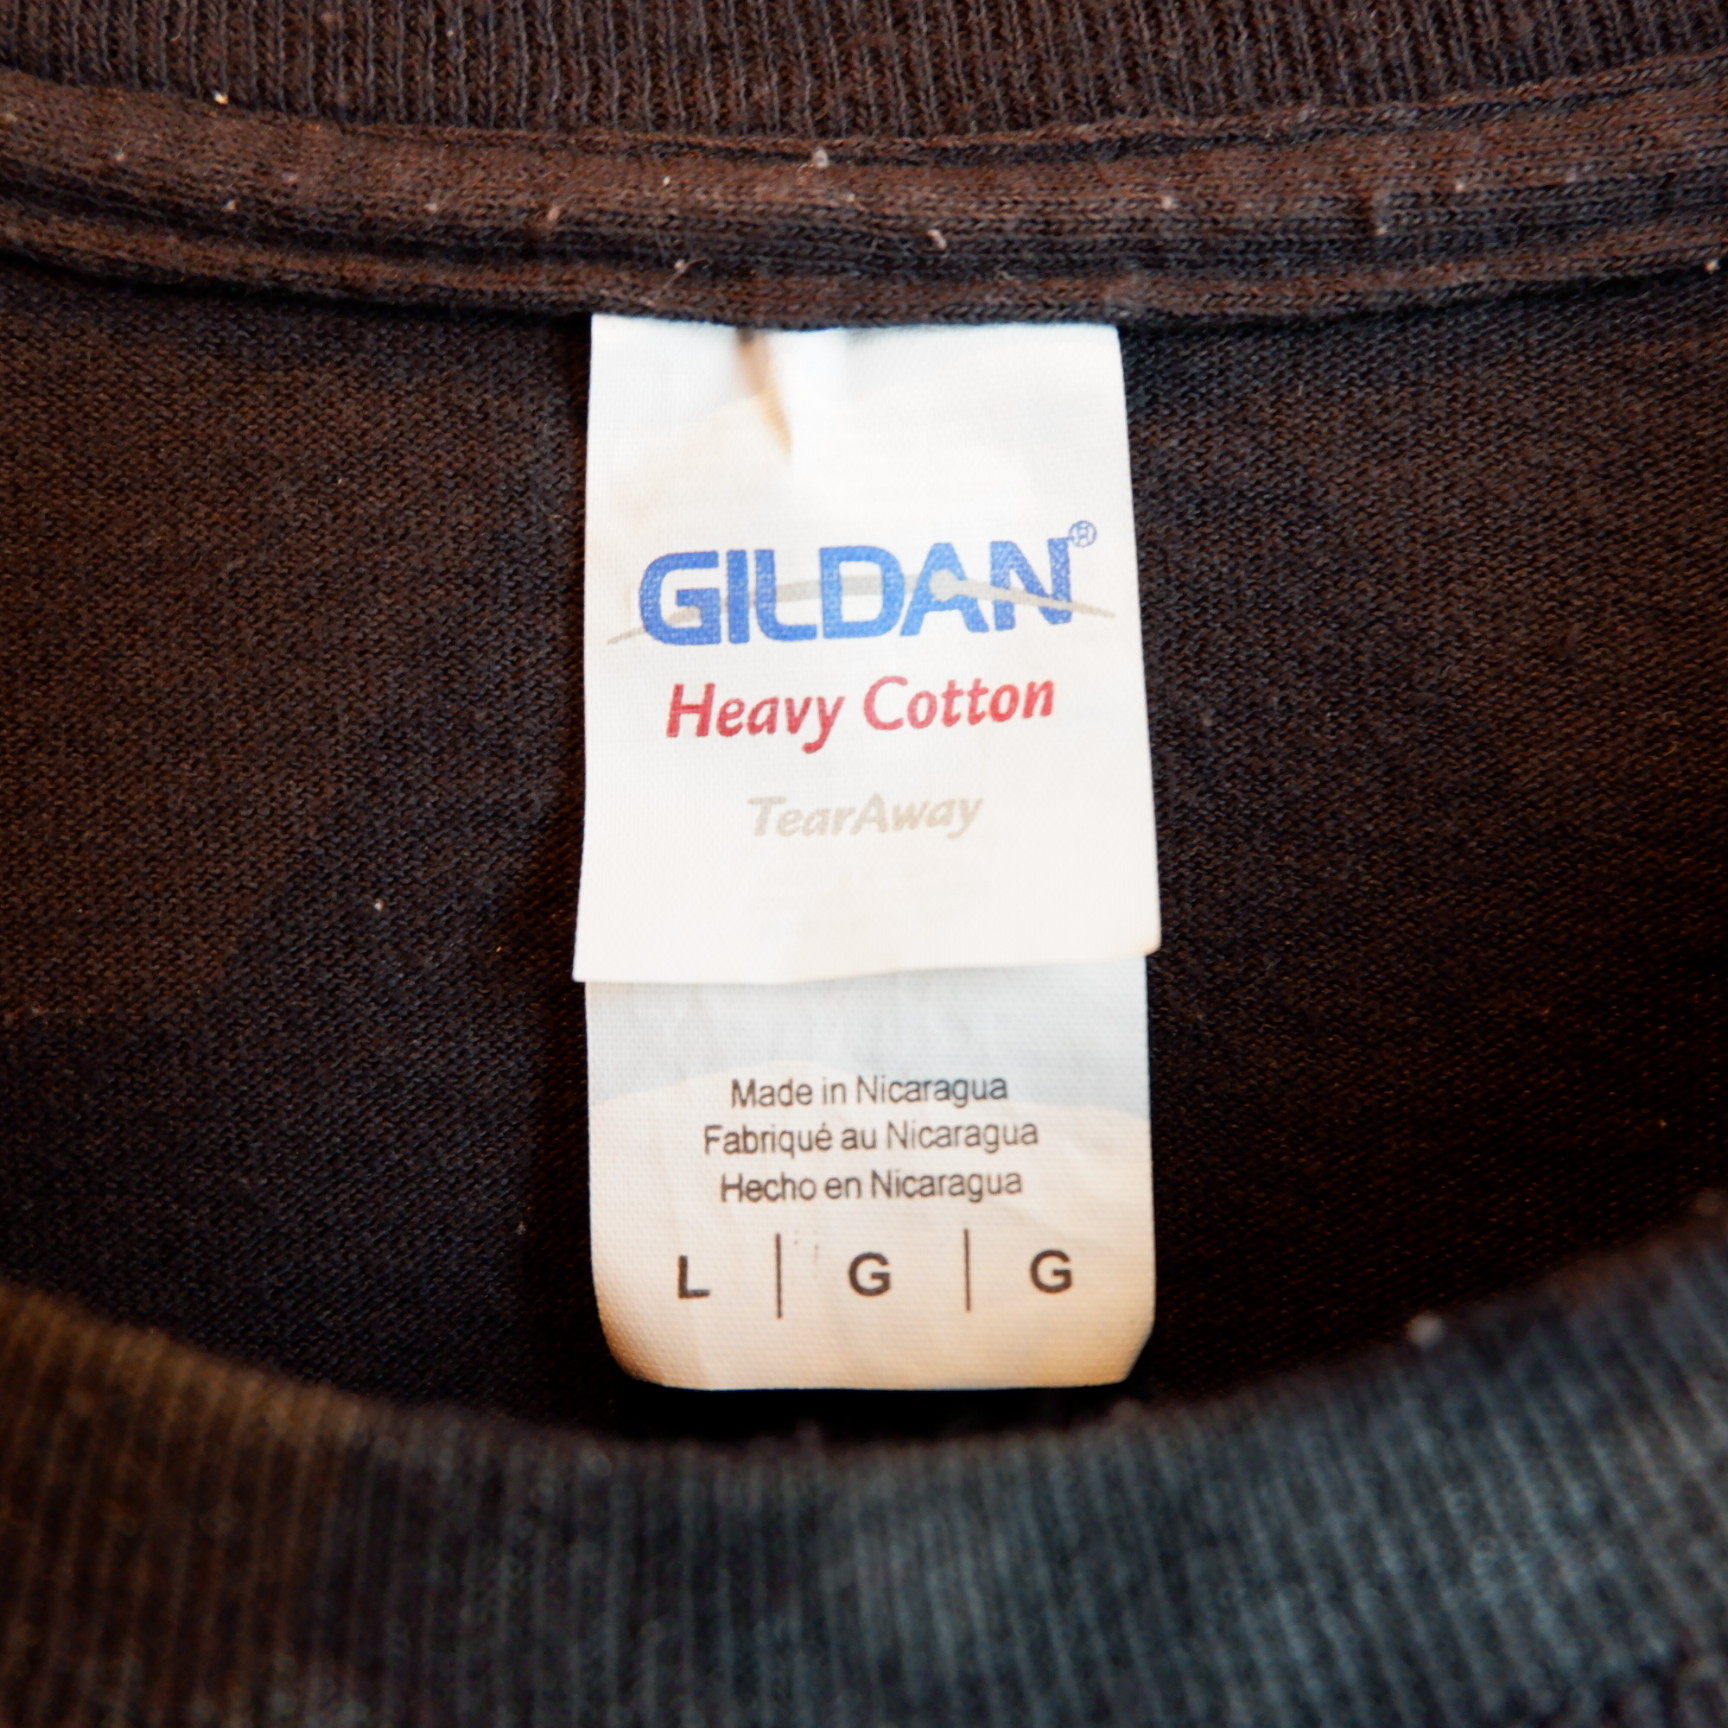 GILDAN®
Heavy Cotton
TearAway
Made in Nicaragua
Fabriqué au Nicaragua
Hecho en Nicaragua
L | G | G